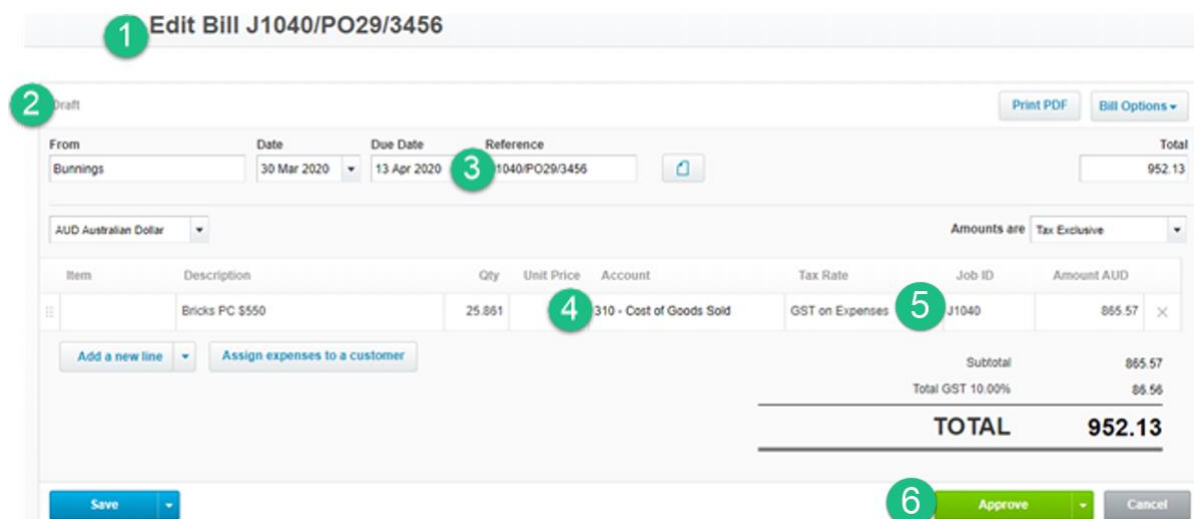 1 Edit Bill J1040/PO29/3456
2 Draft
Print PDF Bill Options
From Date Due Date Reference Total
Bunnings 30 Mar 2020 13 Apr 2020 3 1040/PO29/3456 952.13
AUD Australian Dollar Amounts are Tax Exclusive
Item Description Qty Unit Price Account Tax Rate Job ID Amount AUD
Bricks PC $550 25.861 4 310 - Cost of Goods Sold GST on Expenses 5 J1040 865.57
Add a new line Assign expenses to a customer
Subtotal 865.57
Total GST 10.00% 86.56
TOTAL 952.13
Save 6 Approve Cancel